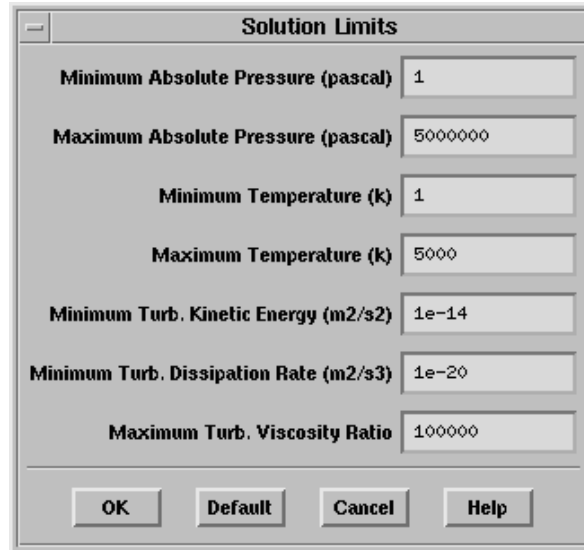 Solution Limits
Minimum Absolute Pressure (pascal) 1
Maximum Absolute Pressure (pascal) 5000000
Minimum Temperature (k) 1
Maximum Temperature (k) 5000
Minimum Turb. Kinetic Energy (m2/s2) 1e-14
Minimum Turb. Dissipation Rate (m2/s3) 1e-20
Maximum Turb. Viscosity Ratio 100000
OK Default Cancel Help